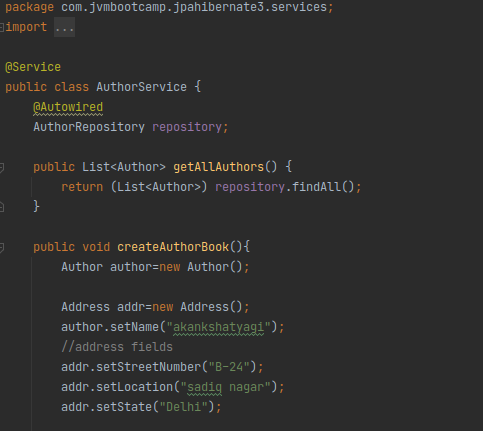 package com.jvmbootcamp.jpahibernate3.services;
import ...
@Service
public class AuthorService {
@Autowired
AuthorRepository repository;
public List<Author> getAllAuthors() {
return (List<Author>) repository.findAll();
}
public void createAuthorBook(){
Author author=new Author();
Address addr=new Address();
author.setName("akankshatyagi");
//address fields
addr.setStreetNumber("B-24");
addr.setLocation("sadiq nagar");
addr.setState("Delhi");